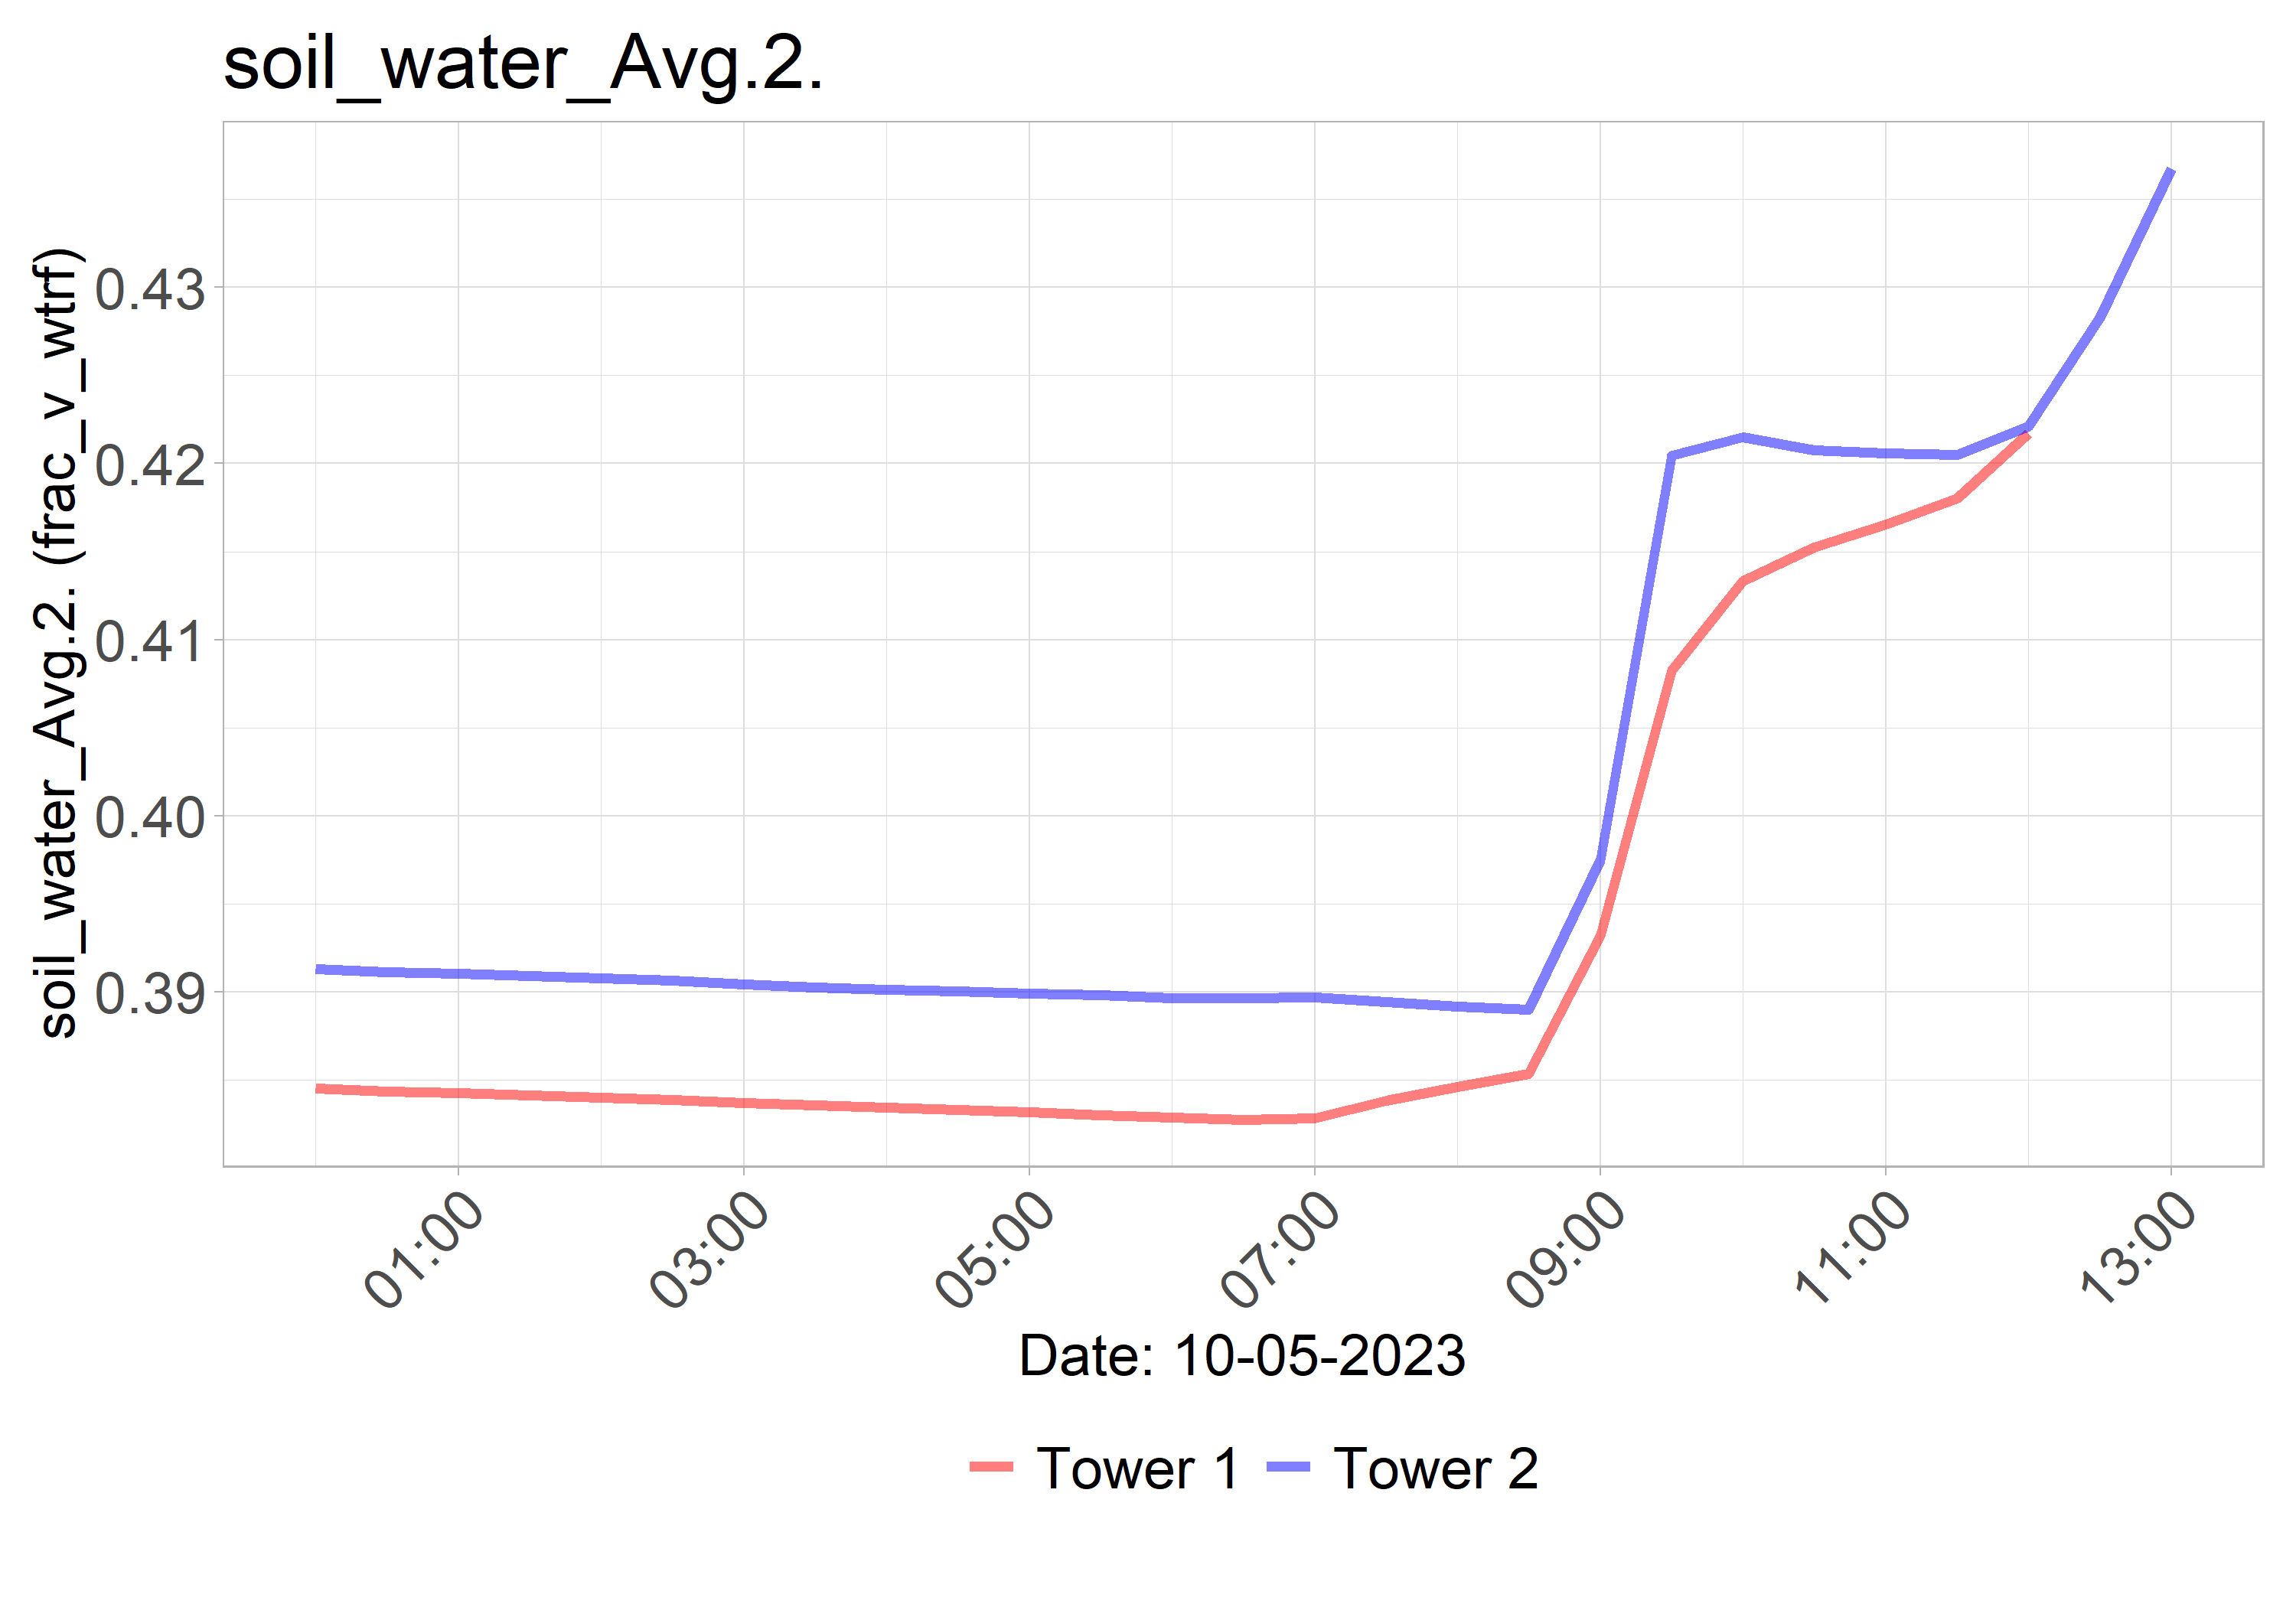 soil_water_Avg.2.
soil_water_Avg.2. (frac_v_wtrf)
0.43
0.42
0.41
0.40
0.39
01:00
03:00
05:00
07:00
09:00
11:00
13:00
Date: 10-05-2023
Tower 1
Tower 2